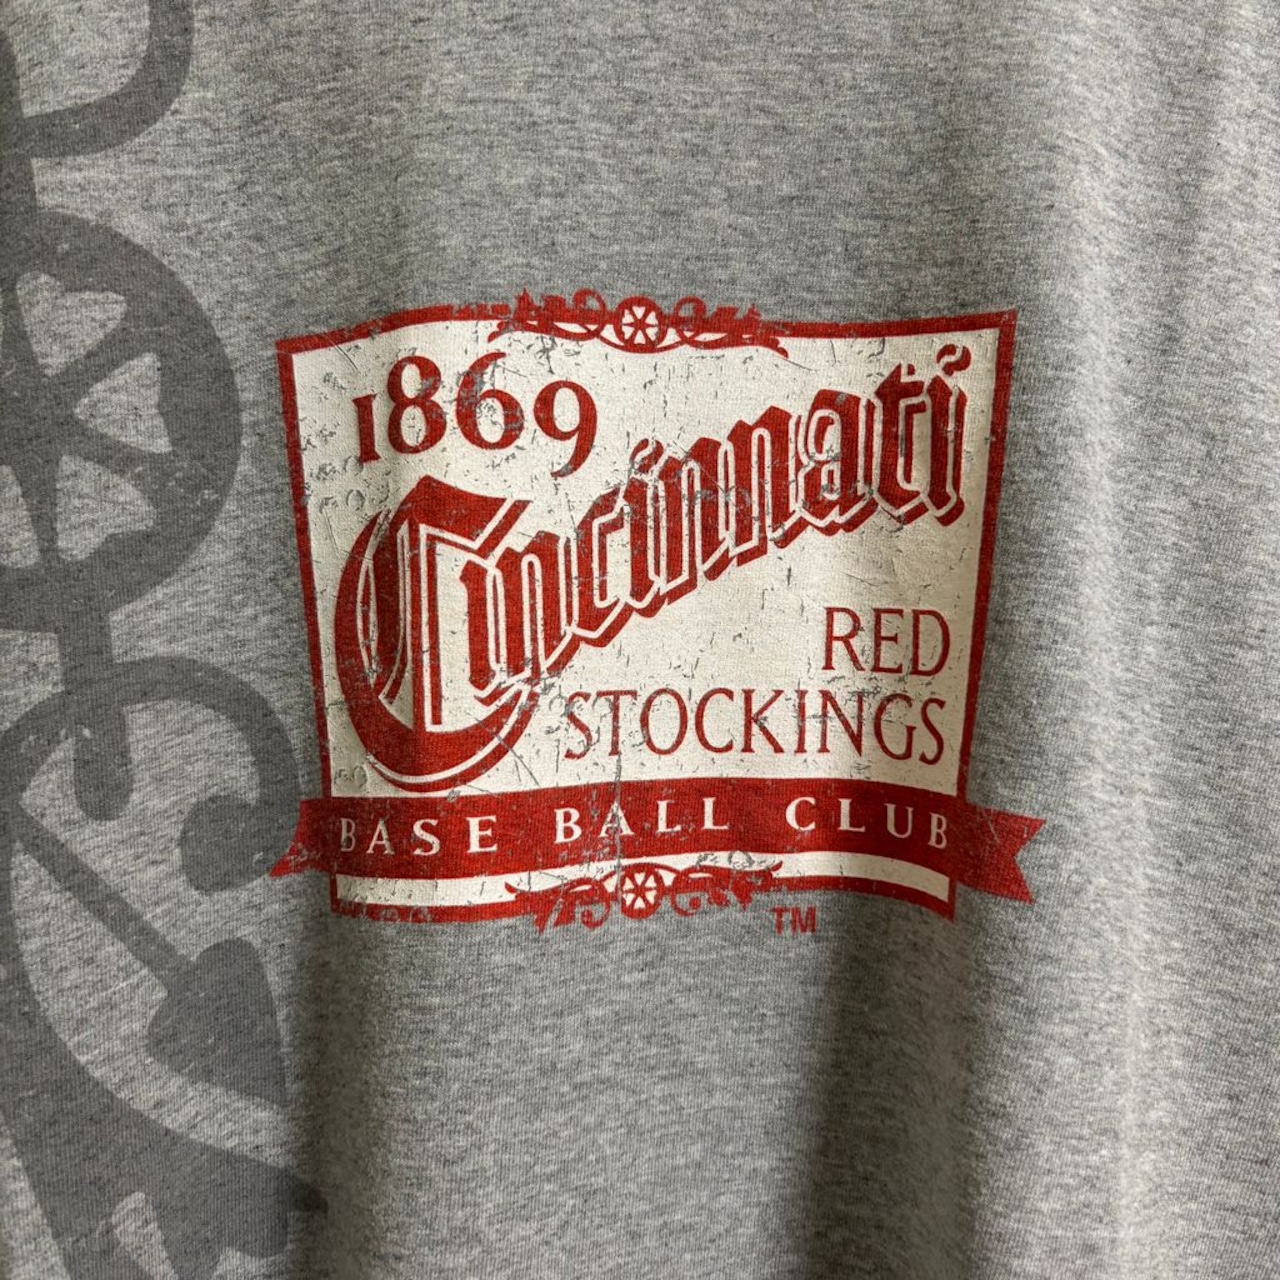 1869
Cincinnati
RED
STOCKINGS
BASE BALL CLUB
TM